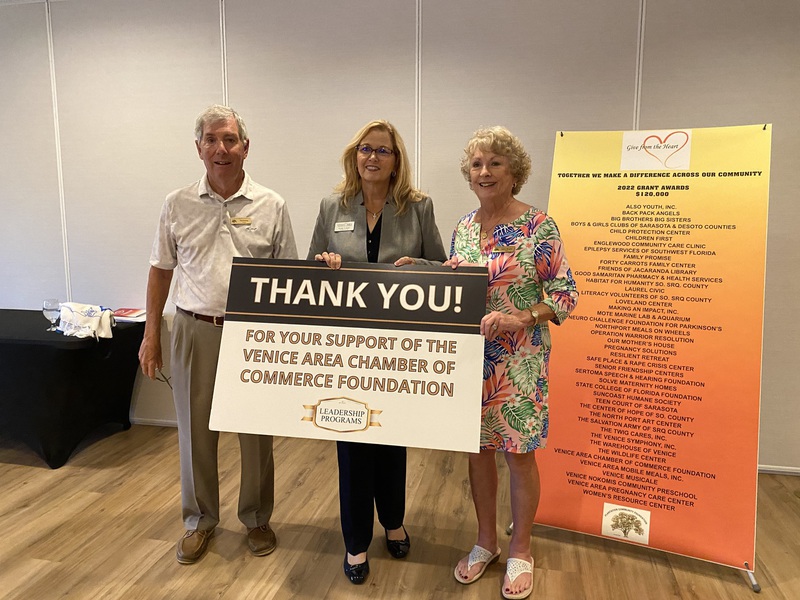 THANK YOU!
FOR YOUR SUPPORT OF THE
VENICE AREA CHAMBER OF
COMMERCE FOUNDATION
LEADERSHIP
PROGRAMS
Give from the Heart
TOGETHER WE MAKE A DIFFERENCE ACROSS OUR COMMUNITY
2022 GRANT AWARDS
$120,000
ALSO YOUTH, INC.
BACK PACK ANGELS
BIG BROTHERS BIG SISTERS
BOYS & GIRLS CLUBS OF SARASOTA & DESOTO COUNTIES
CHILD PROTECTION CENTER
CHILDREN FIRST
ENGLEWOOD COMMUNITY CARE CLINIC
EPILEPSY SERVICES OF SOUTHWEST FLORIDA
FAMILY PROMISE
FORTY CARROTS FAMILY CENTER
FRIENDS OF JACARANDA LIBRARY
GOOD SAMARITAN PHARMACY & HEALTH SERVICES
HABITAT FOR HUMANITY SO. SRQ COUNTY
LAUREL CIVIC
LITERACY VOLUNTEERS OF SO. SRQ COUNTY
LOVELAND CENTER
MAKING AN IMPACT, INC.
MOTE MARINE LAB & AQUARIUM
NEURO CHALLENGE FOUNDATION FOR PARKINSON'S
NORTHPORT MEALS ON WHEELS
OPERATION WARRIOR RESOLUTION
OUR MOTHER'S HOUSE
PREGNANCY SOLUTIONS
RESILIENT RETREAT
SAFE PLACE & RAPE CRISIS CENTER
SENIOR FRIENDSHIP CENTERS
SERTOMA SPEECH & HEARING FOUNDATION
SOLVE MATERNITY HOMES
STATE COLLEGE OF FLORIDA FOUNDATION
SUNCOAST HUMANE SOCIETY
TEEN COURT OF SARASOTA
THE CENTER OF HOPE OF SO. COUNTY
THE NORTH PORT ART CENTER
THE SALVATION ARMY OF SRQ COUNTY
THE TWIG CARES, INC.
THE VENICE SYMPHONY, INC
THE WAREHOUSE OF VENICE
THE WILDLIFE CENTER
VENICE AREA CHAMBER OF COMMERCE FOUNDATION
VENICE AREA MOBILE MEALS, INC.
VENICE MUSICALE
VENICE NOKOMIS COMMUNITY PRESCHOOL
VENICE AREA PREGNANCY CARE CENTER
WOMEN'S RESOURCE CENTER